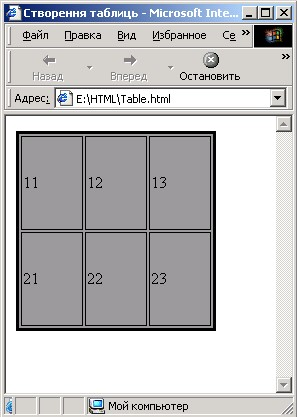 Створення таблиць - Microsoft Inte...
Файл Правка Вид Избранное Се »
Назад Вперед Остановить »
Адрес: E:\HTML\Table.html
11 12 13
21 22 23
Мой компьютер